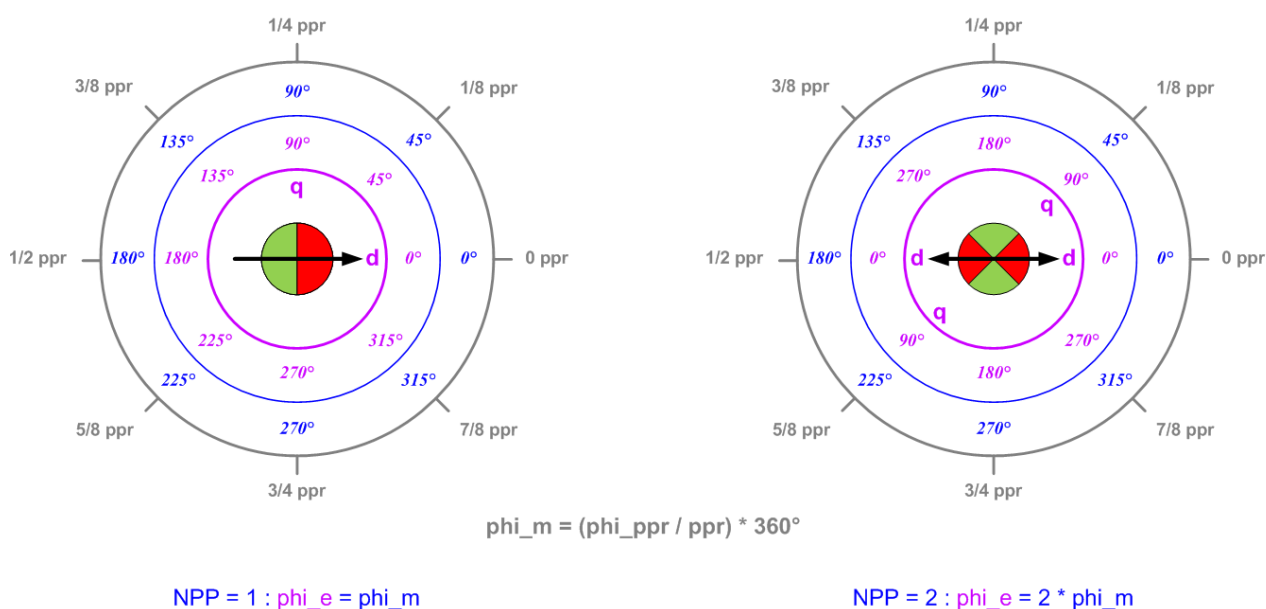 1/4 ppr
3/8 ppr
1/8 ppr
90°
135°
45°
90°
135°
45°
q
1/2 ppr
180°
180°
d
0°
0°
0 ppr
225°
315°
270°
225°
315°
270°
5/8 ppr
7/8 ppr
3/4 ppr
1/4 ppr
3/8 ppr
1/8 ppr
90°
135°
45°
180°
270°
90°
q
1/2 ppr
180°
0°
d
d
0°
0°
0 ppr
q
90°
270°
180°
225°
315°
270°
5/8 ppr
7/8 ppr
3/4 ppr
phi_m = (phi_ppr / ppr) * 360°
NPP = 1 : phi_e = phi_m
NPP = 2 : phi_e = 2 * phi_m